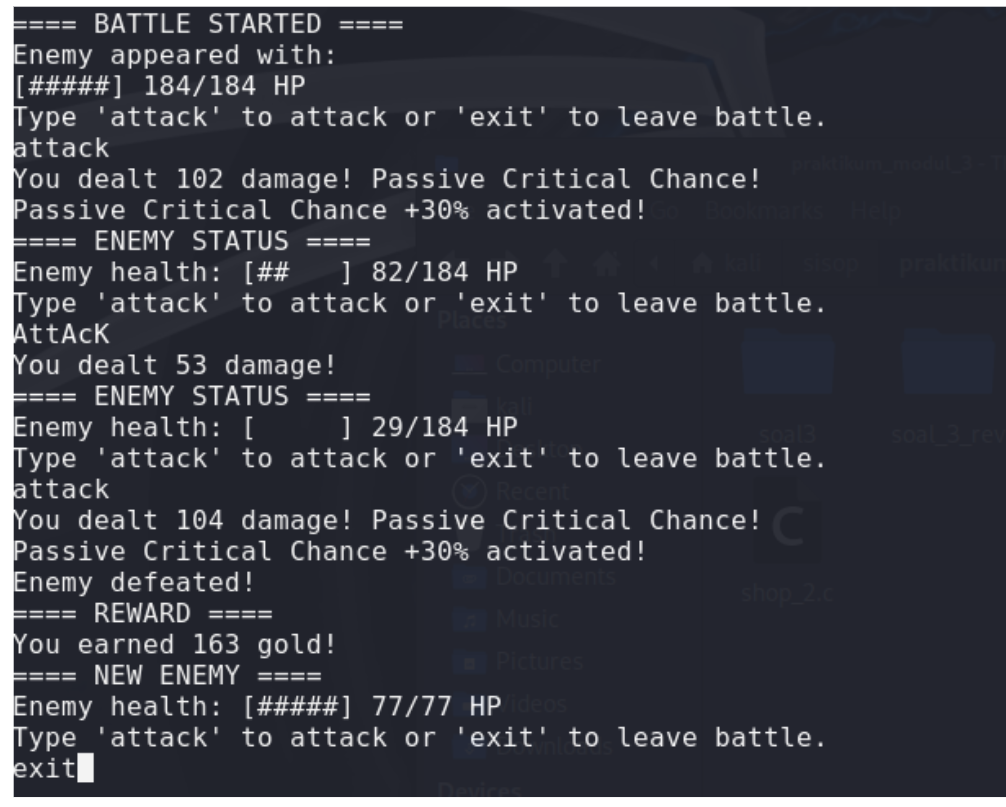 ==== BATTLE STARTED ====
Enemy appeared with:
[#####] 184/184 HP
Type 'attack' to attack or 'exit' to leave battle.
attack
You dealt 102 damage! Passive Critical Chance!
Passive Critical Chance +30% activated!
==== ENEMY STATUS ====
Enemy health: [##   ] 82/184 HP
Type 'attack' to attack or 'exit' to leave battle.
AttAcK
You dealt 53 damage!
==== ENEMY STATUS ====
Enemy health: [     ] 29/184 HP
Type 'attack' to attack or 'exit' to leave battle.
attack
You dealt 104 damage! Passive Critical Chance!
Passive Critical Chance +30% activated!
Enemy defeated!
==== REWARD ====
You earned 163 gold!
==== NEW ENEMY ====
Enemy health: [#####] 77/77 HP
Type 'attack' to attack or 'exit' to leave battle.
exit
praktikum_modul_3 -
Go Bookmarks Help
kali sisop
Places
Computer
kali
Recent
Documents
Music
Pictures
Videos
Downloads
Devices
soal3
shop_2.c